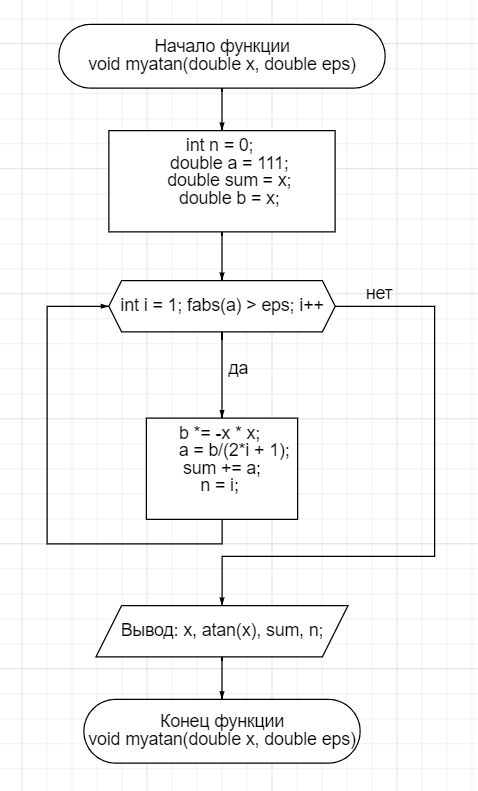 Начало функции
void myatan(double x, double eps)
int n = 0;
double a = 111;
double sum = x;
double b = x;
int i = 1; fabs(a) > eps; i++
нет
да
b *= -x * x;
a = b/(2*i + 1);
sum += a;
n = i;
Вывод: x, atan(x), sum, n;
Конец функции
void myatan(double x, double eps)